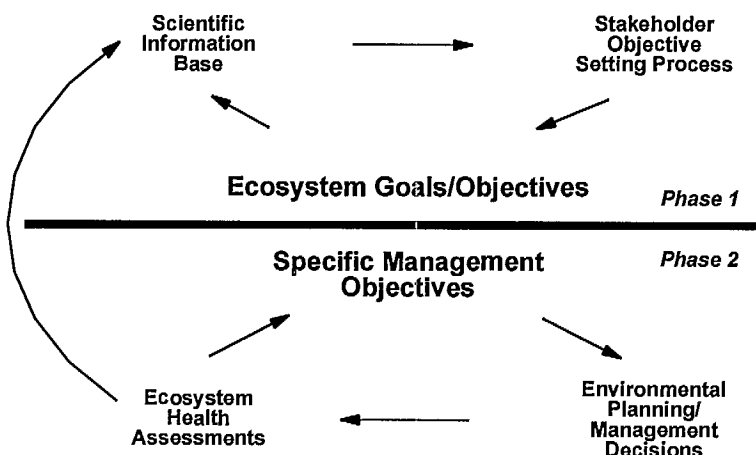 Scientific
Information
Base
Stakeholder
Objective
Setting Process
Ecosystem Goals/Objectives
Phase 1
Specific Management
Objectives
Phase 2
Ecosystem
Health
Assessments
Environmental
Planning/
Management
Decisions